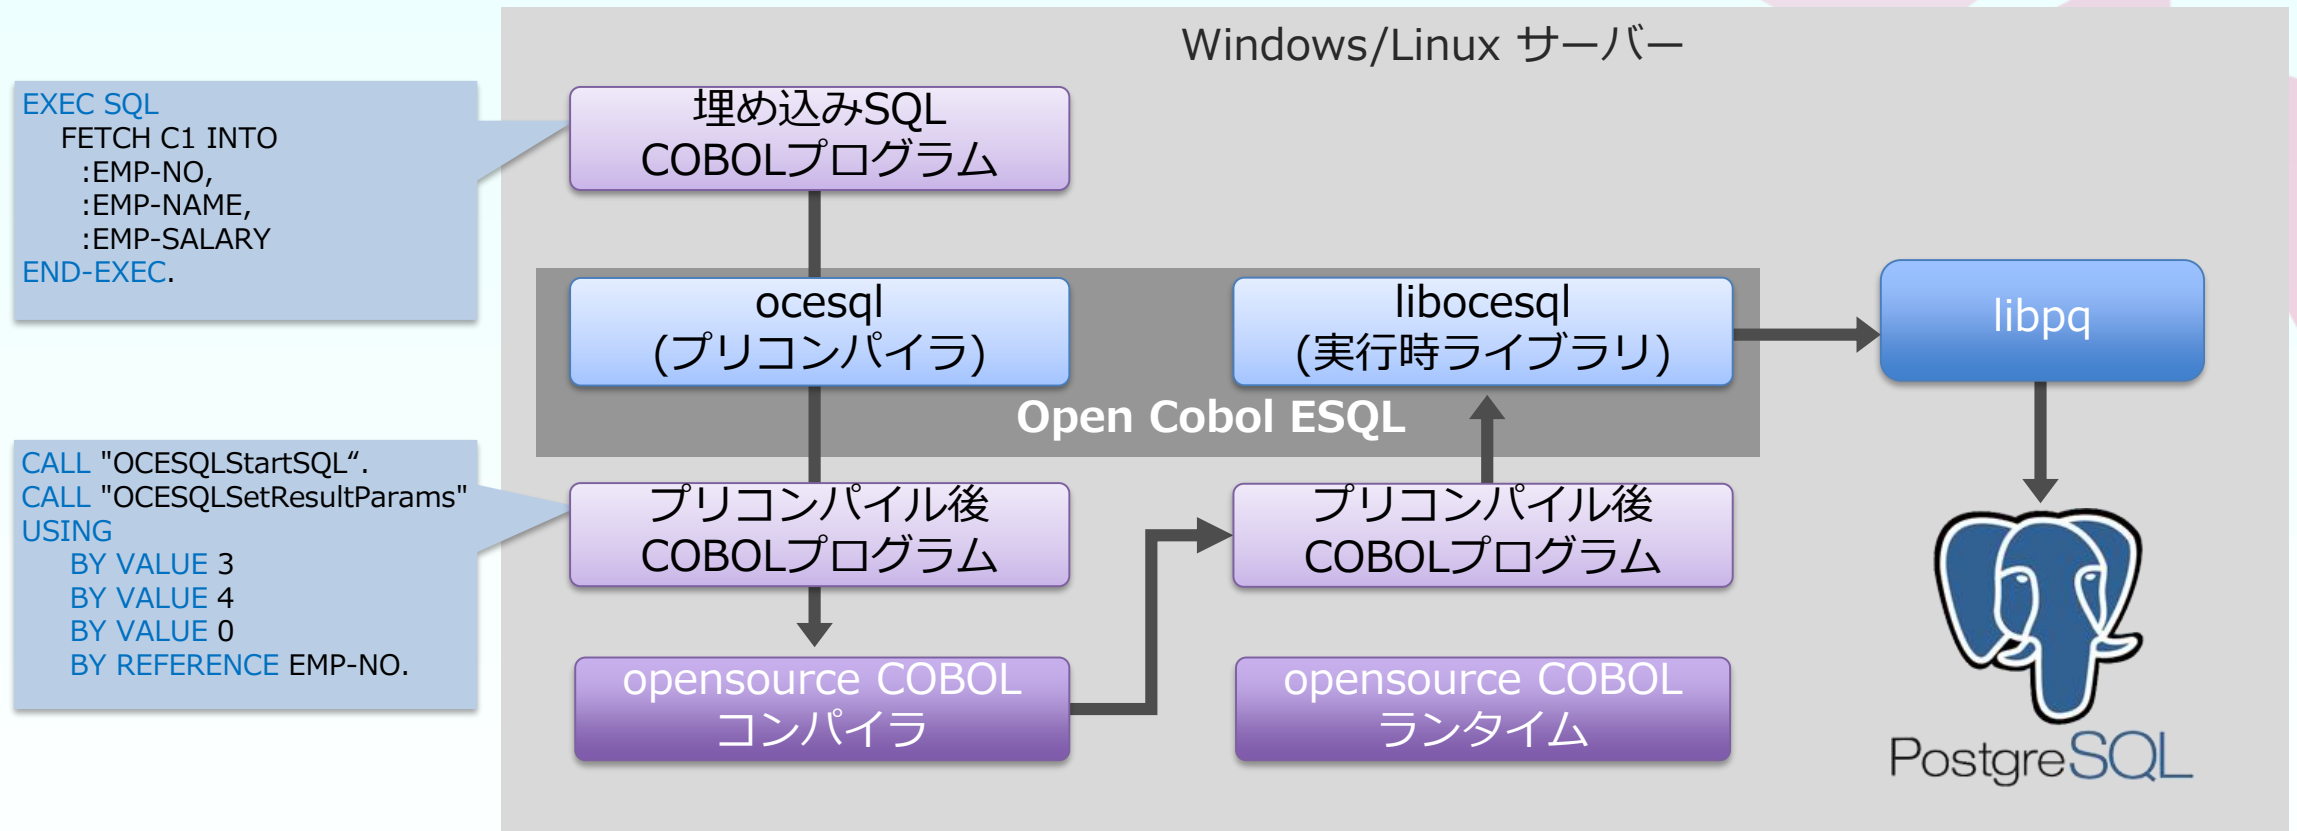 Windows/Linux サーバー
EXEC SQL
FETCH C1 INTO
:EMP-NO,
:EMP-NAME,
:EMP-SALARY
END-EXEC.
埋め込みSQL
COBOLプログラム
ocesql
(プリコンパイラ)
libocesql
(実行時ライブラリ)
libpq
Open Cobol ESQL
CALL "OCESQLStartSQL“.
CALL "OCESQLSetResultParams"
USING
BY VALUE 3
BY VALUE 4
BY VALUE 0
BY REFERENCE EMP-NO.
プリコンパイル後
COBOLプログラム
プリコンパイル後
COBOLプログラム
opensource COBOL
コンパイラ
opensource COBOL
ランタイム
PostgreSQL